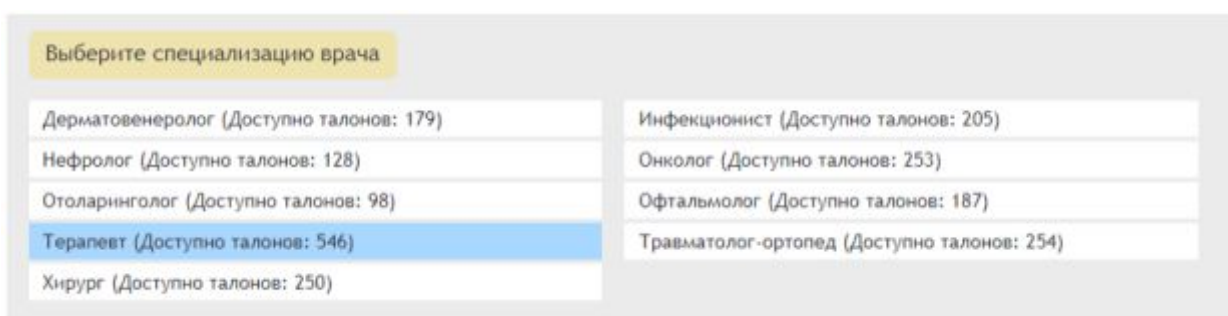 Выберите специализацию врача
Дерматовенеролог (Доступно талонов: 179)
Инфекционист (Доступно талонов: 205)
Нефролог (Доступно талонов: 128)
Онколог (Доступно талонов: 253)
Отоларинголог (Доступно талонов: 98)
Офтальмолог (Доступно талонов: 187)
Терапевт (Доступно талонов: 546)
Травматолог-ортопед (Доступно талонов: 254)
Хирург (Доступно талонов: 250)